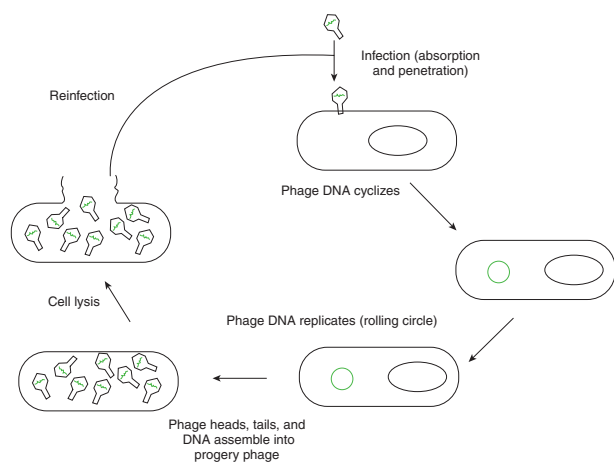 Infection (absorption
and penetration)
Reinfection
Phage DNA cyclizes
Cell lysis
Phage DNA replicates (rolling circle)
Phage heads, tails, and
DNA assemble into
progery phage